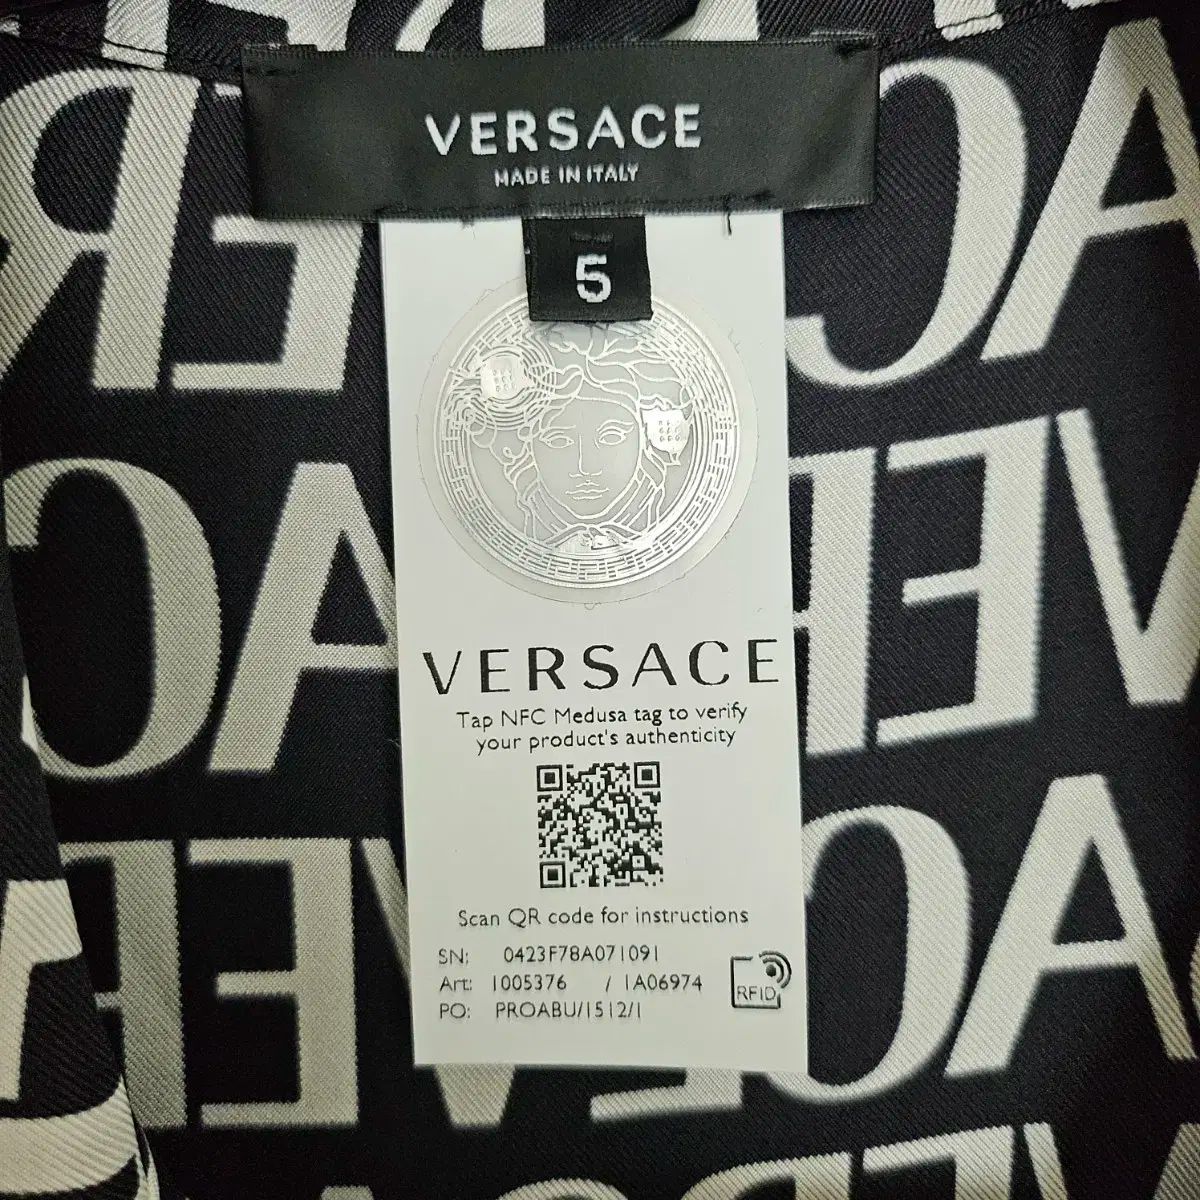 VERSACE
MADE IN ITALY
5
VERSACE
Tap NFC Medusa tag to verify
your product's authenticity
Scan QR code for instructions
SN: 0423F78A071091
Art: 1005376 / 1A06974
PO: PROABU/1512/1
RFID